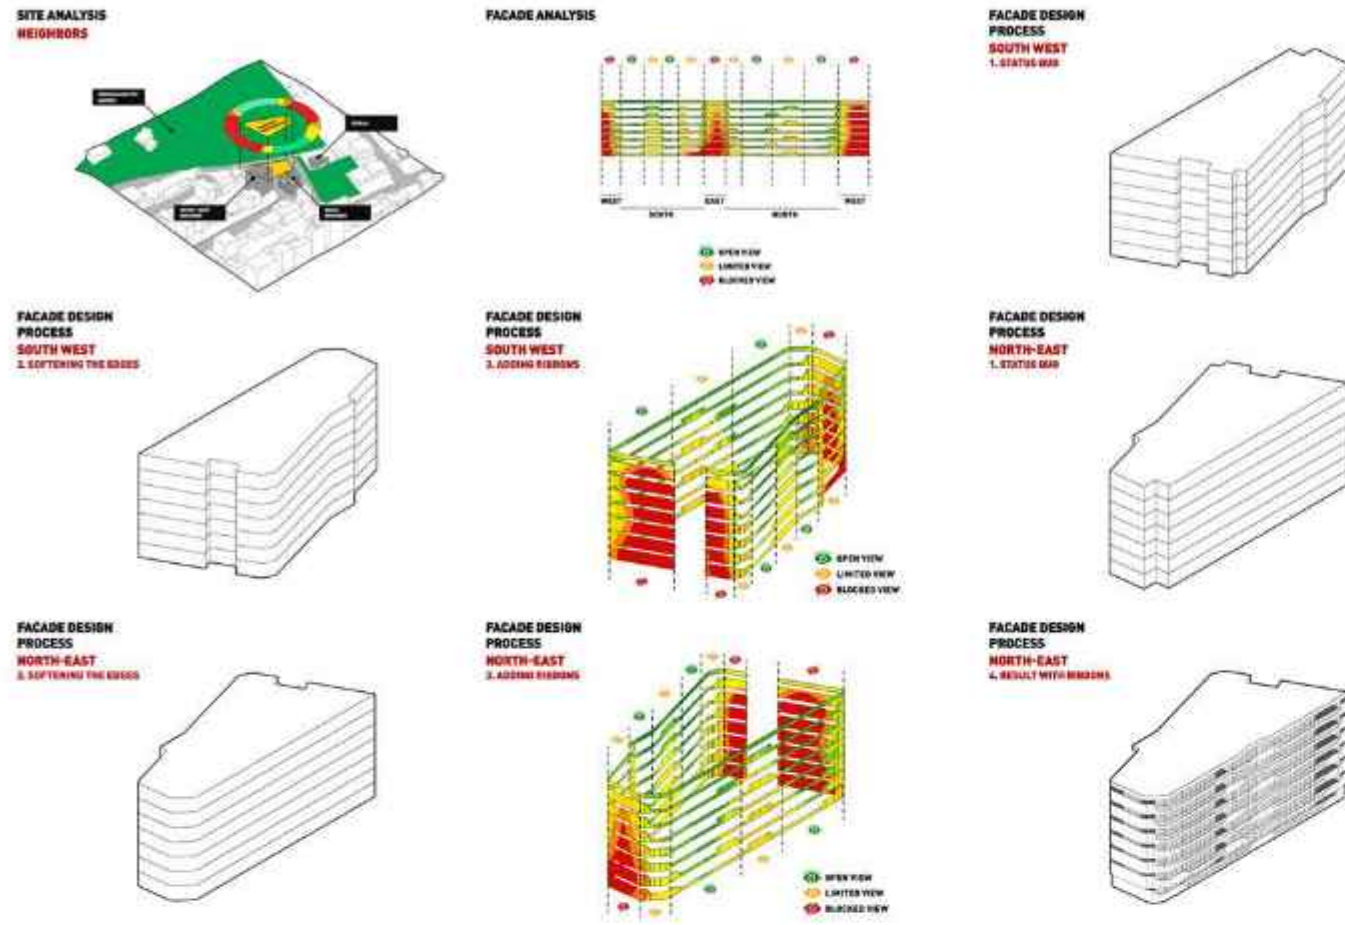 SITE ANALYSIS
NEIGHBORS
FACADE ANALYSIS
WEST
EAST
WEST
SOUTH
NORTH
OPEN VIEW
LIMITED VIEW
BLOCKED VIEW
FACADE DESIGN
PROCESS
SOUTH WEST
1. STATUS QUO
FACADE DESIGN
PROCESS
SOUTH WEST
2. SOFTENING THE EDGES
FACADE DESIGN
PROCESS
SOUTH WEST
3. ADDING RIBBONS
OPEN VIEW
LIMITED VIEW
BLOCKED VIEW
FACADE DESIGN
PROCESS
NORTH-EAST
1. STATUS QUO
FACADE DESIGN
PROCESS
NORTH-EAST
2. SOFTENING THE EDGES
FACADE DESIGN
PROCESS
NORTH-EAST
3. ADDING RIBBONS
OPEN VIEW
LIMITED VIEW
BLOCKED VIEW
FACADE DESIGN
PROCESS
NORTH-EAST
4. RESULT WITH RIBBONS